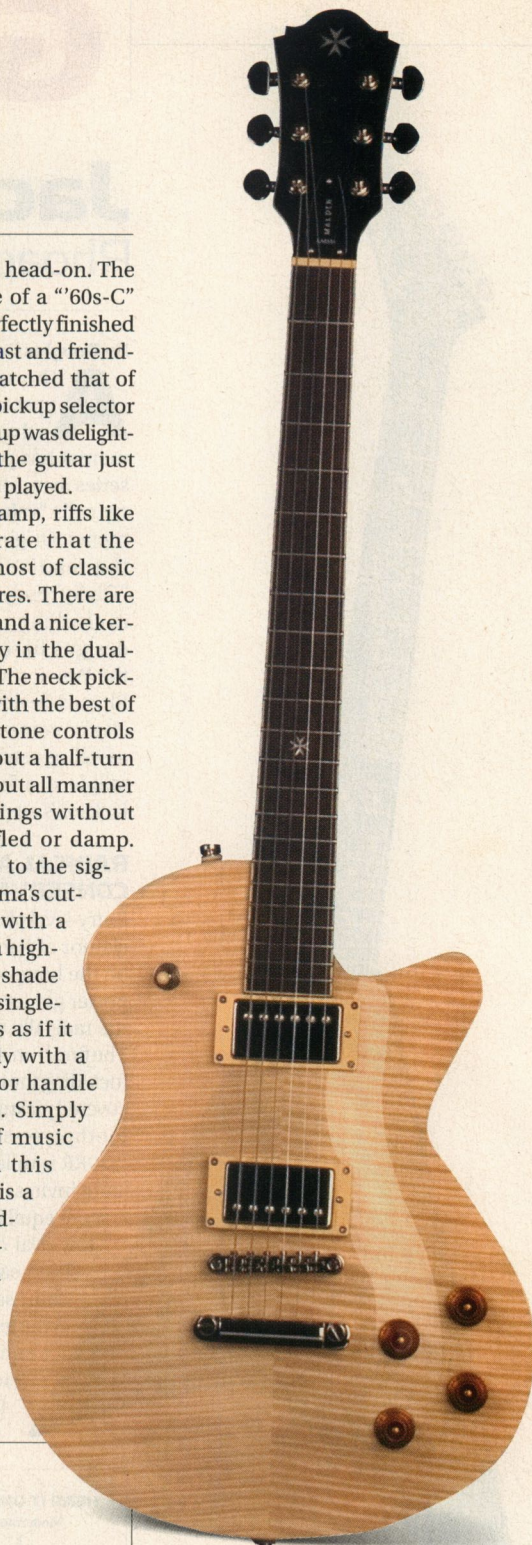 head-on. The
e of a “’60s-C”
fectly finished
ast and friend-
atched that of
pickup selector
up was delight-
the guitar just
played.
amp, riffs like
rate that the
nost of classic
res. There are
and a nice ker-
y in the dual-
The neck pick-
with the best of
tone controls
out a half-turn
out all manner
ings without
fled or damp.
to the sig-
ma’s cut-
with a
high-
shade
single-
s as if it
ly with a
or handle
. Simply
f music
this
is a
d-
-
MALDEN